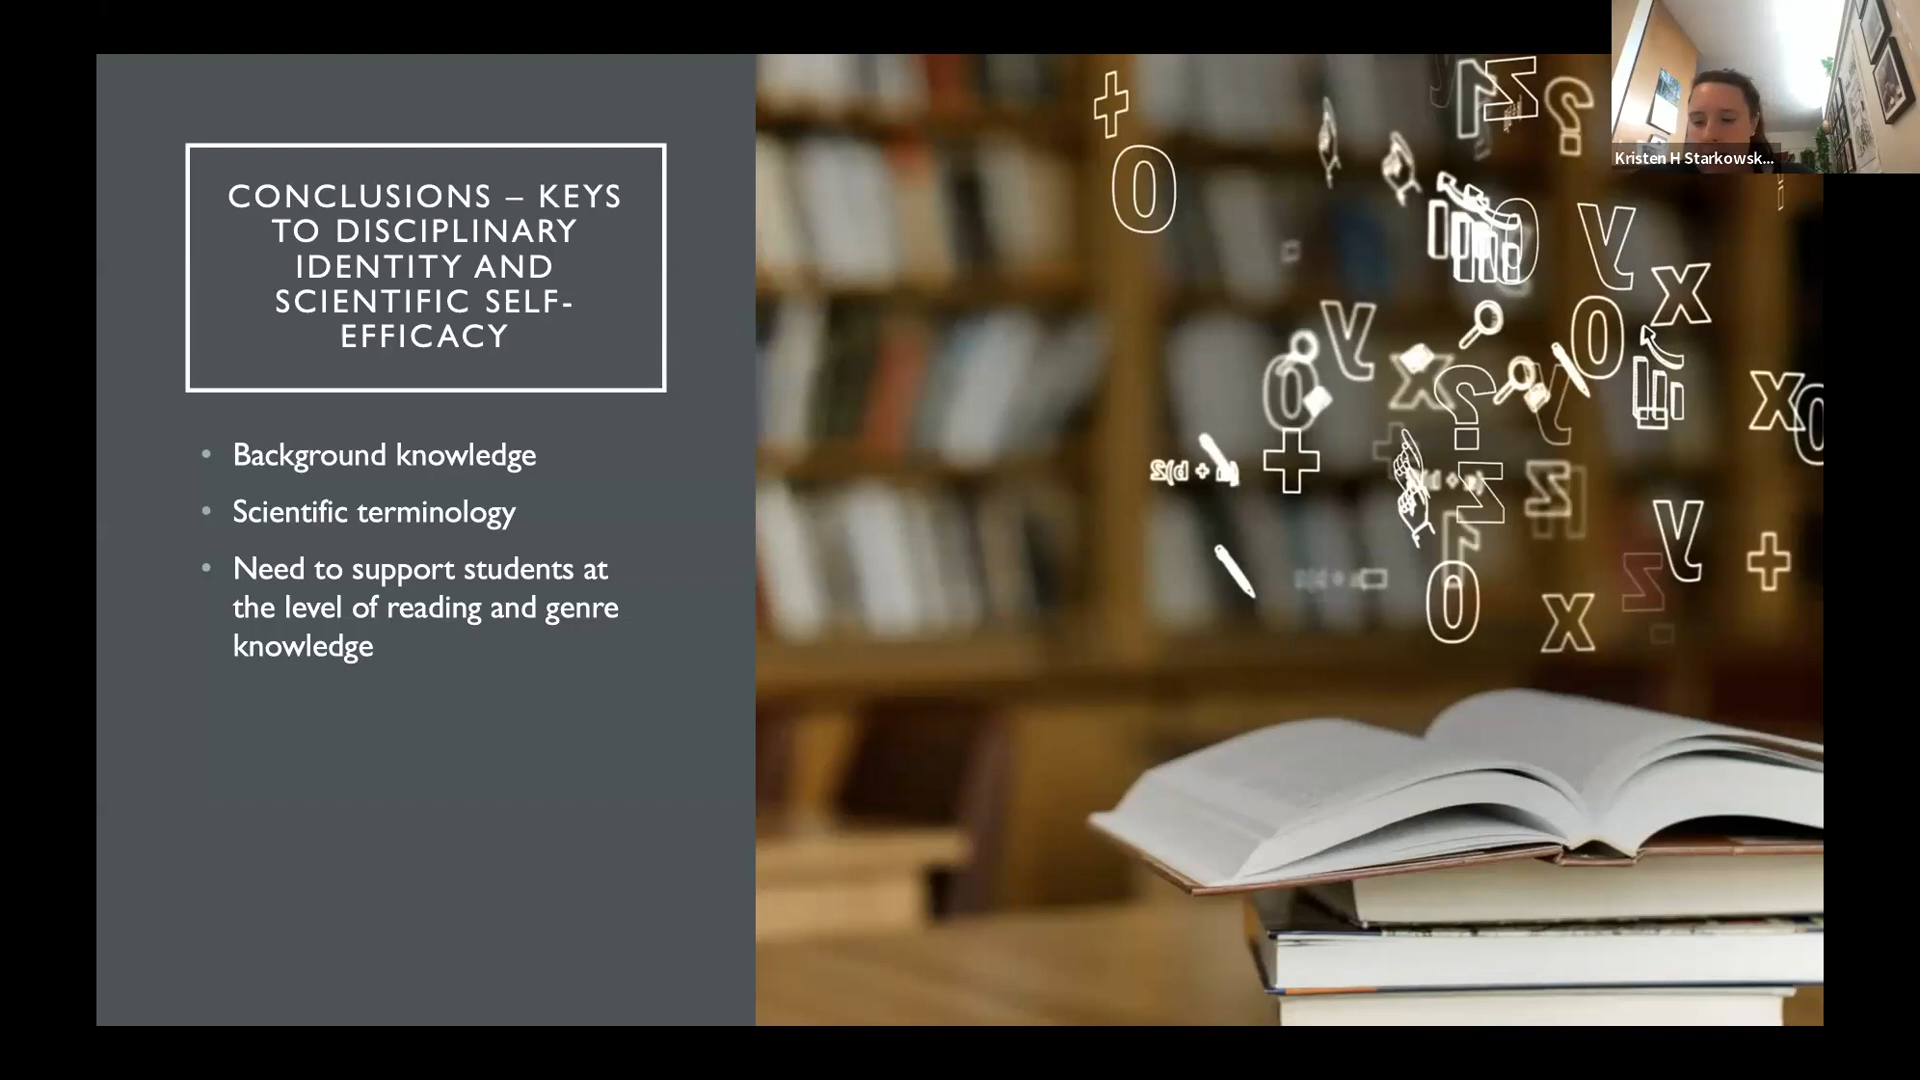 CONCLUSIONS – KEYS
TO DISCIPLINARY
IDENTITY AND
SCIENTIFIC SELF-
EFFICACY
• Background knowledge
• Scientific terminology
• Need to support students at
the level of reading and genre
knowledge
Kristen H Starkowsk...